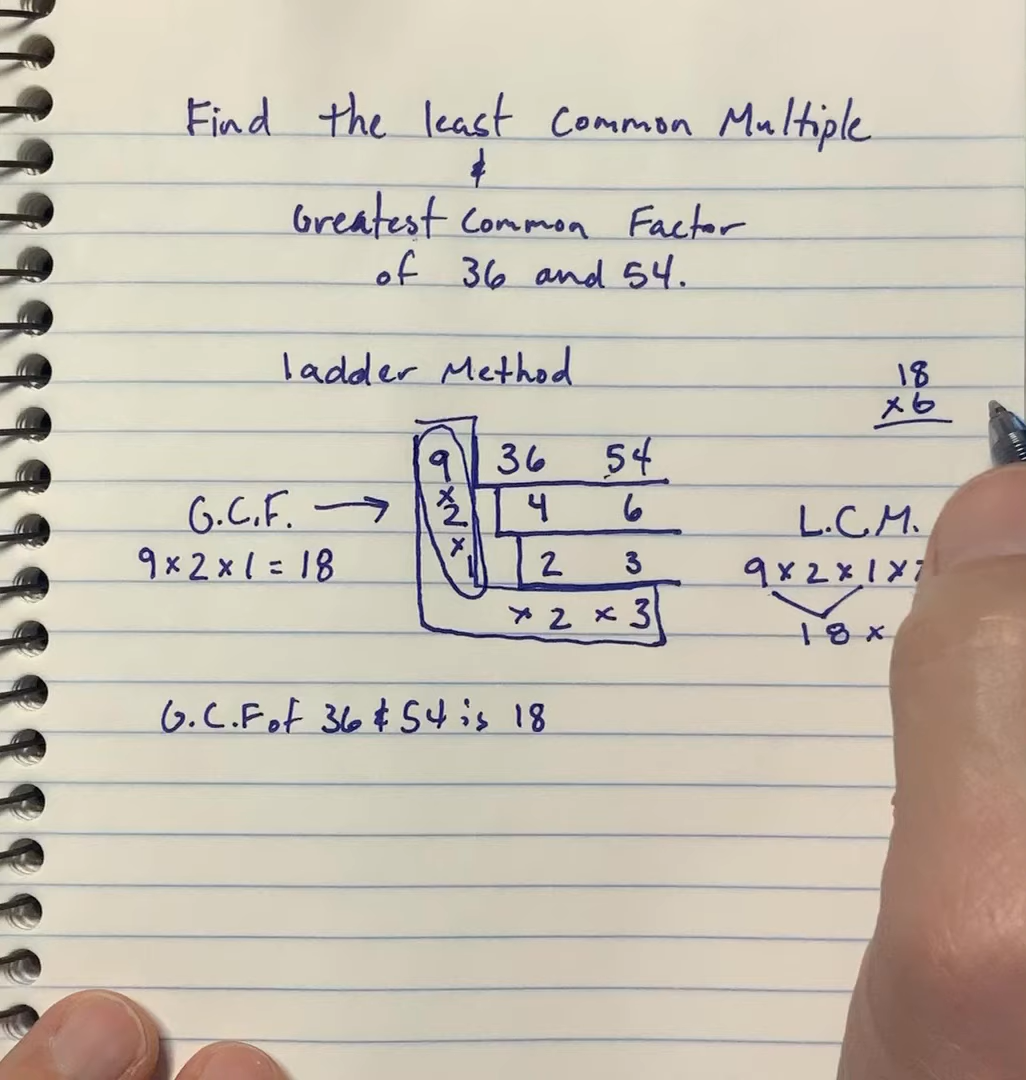 Find the least Common Multiple
&
Greatest Common Factor
of 36 and 54.
ladder Method
18
×6
9 36 54
×
2 4 6
×
1 2 3
× 2 × 3
G.C.F. →
9×2×1=18
L.C.M.
9×2×1×
18×
G.C.F of 36 & 54 is 18